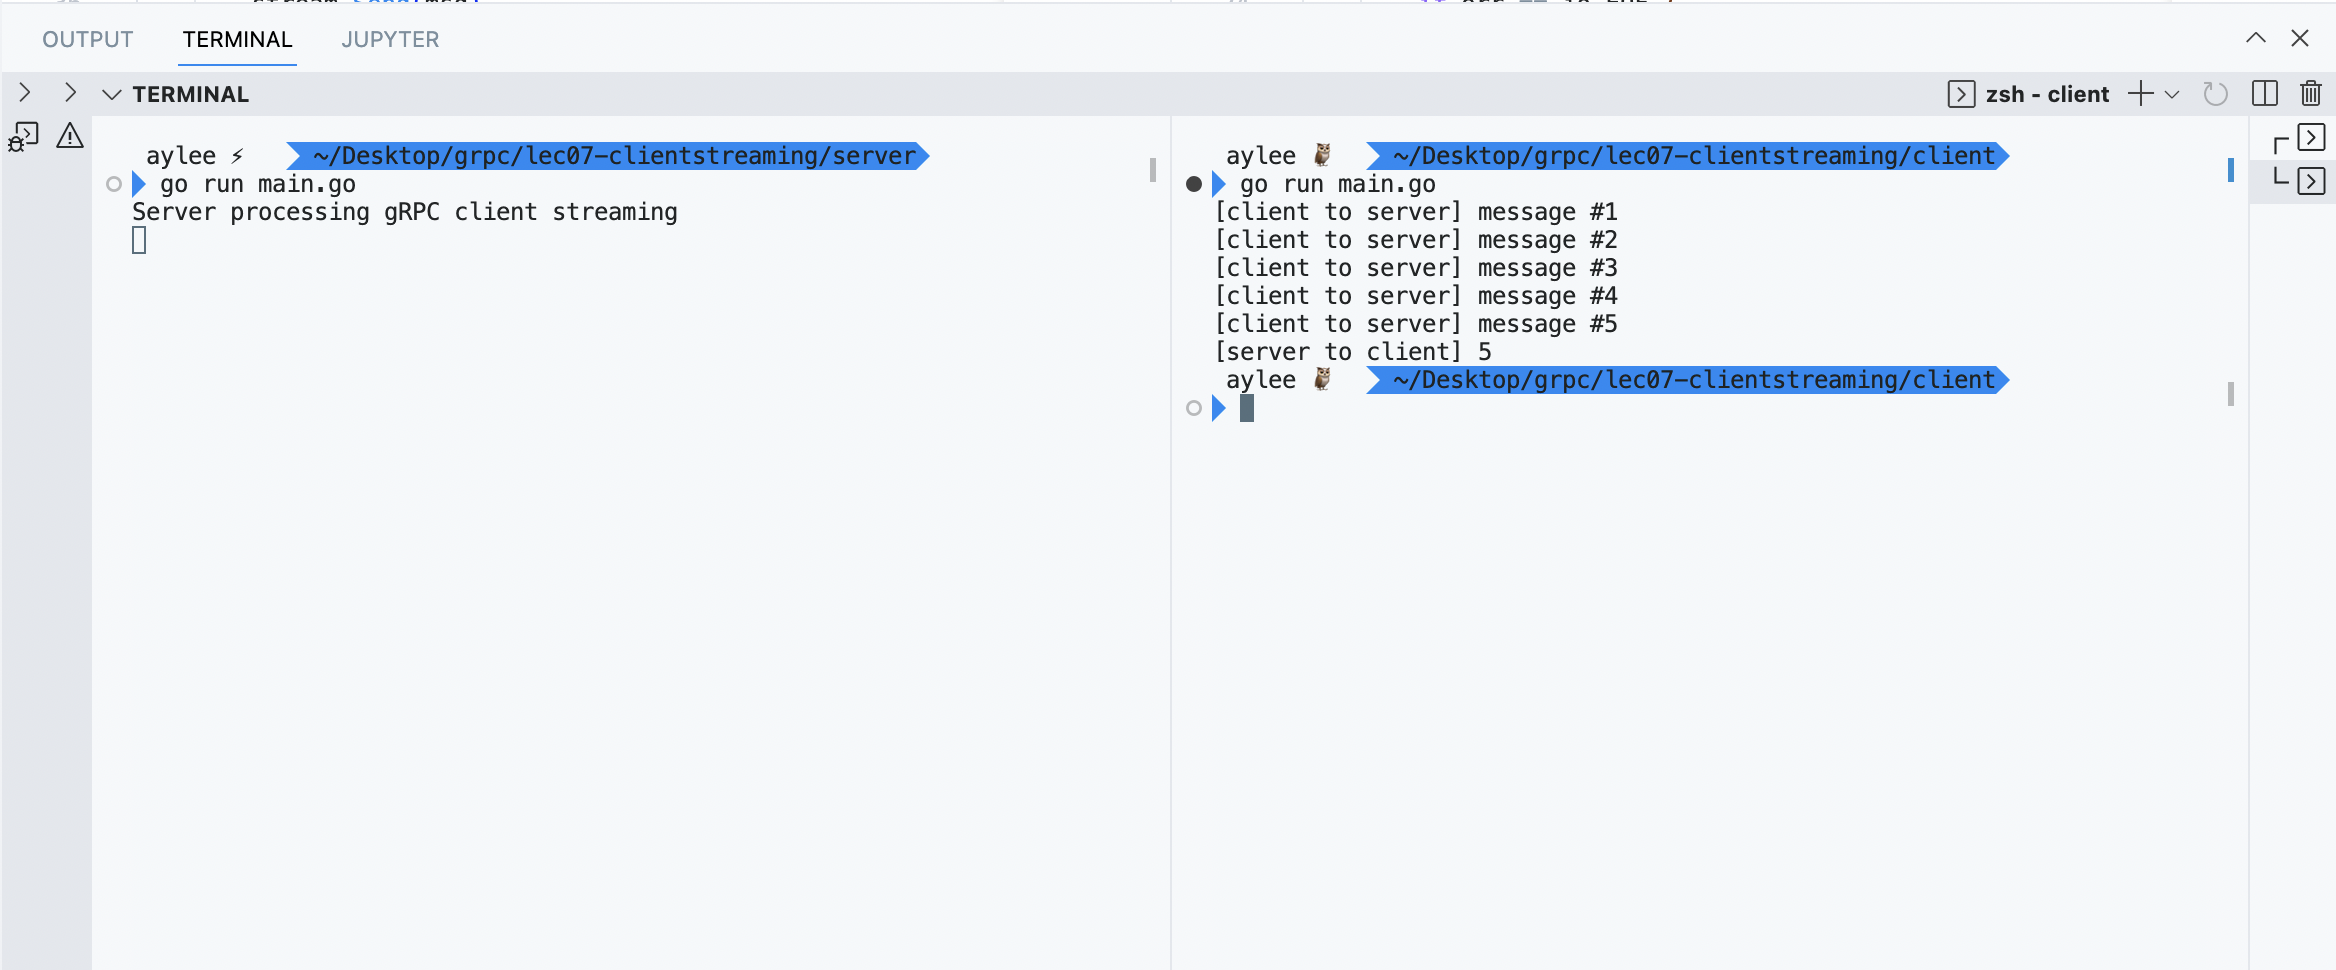 OUTPUT TERMINAL JUPYTER
TERMINAL
zsh - client
aylee ⚡ ~/Desktop/grpc/lec07-clientstreaming/server
go run main.go
Server processing gRPC client streaming
aylee 🦉 ~/Desktop/grpc/lec07-clientstreaming/client
go run main.go
[client to server] message #1
[client to server] message #2
[client to server] message #3
[client to server] message #4
[client to server] message #5
[server to client] 5
aylee 🦉 ~/Desktop/grpc/lec07-clientstreaming/client